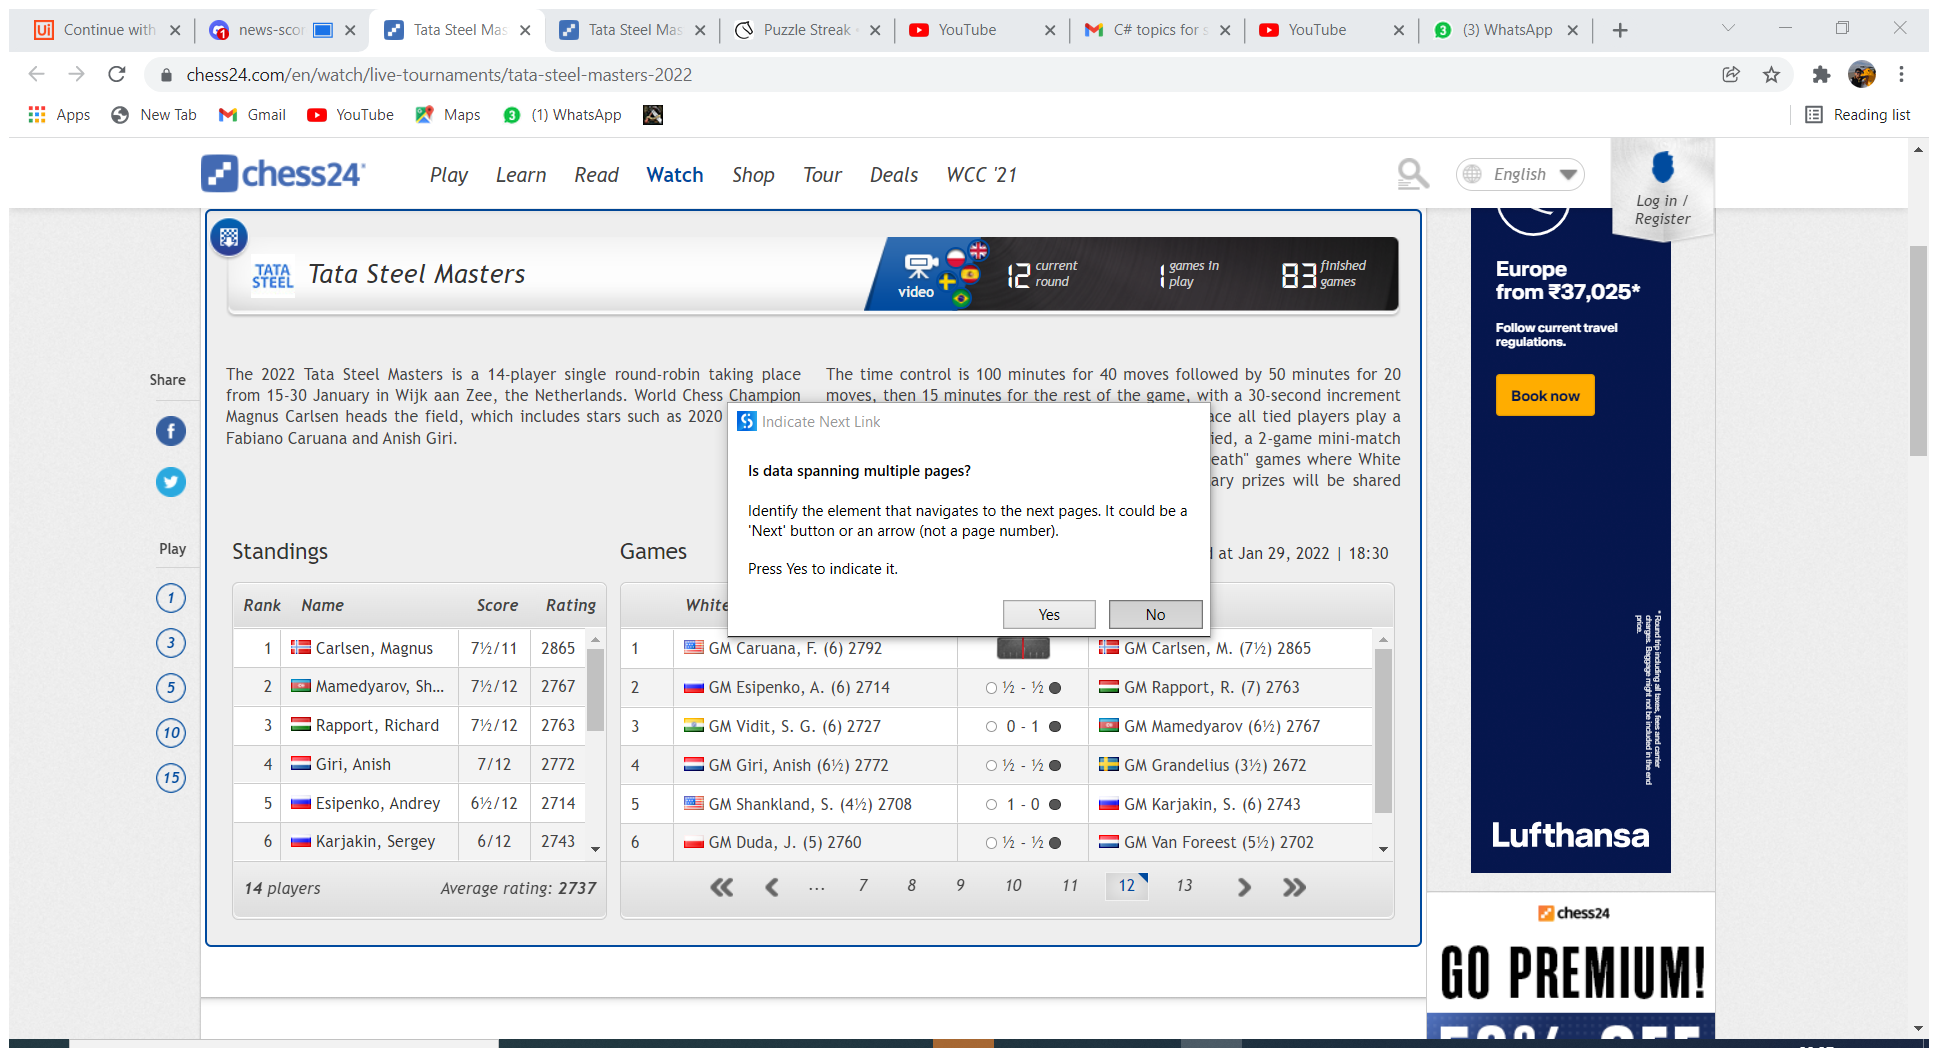 Continue with
news-scor
Tata Steel Mas
Tata Steel Mas
Puzzle Streak
YouTube
C# topics for s
YouTube
(3) WhatsApp
chess24.com/en/watch/live-tournaments/tata-steel-masters-2022
Apps New Tab Gmail YouTube Maps (1) WhatsApp Reading list
chess24 Play Learn Read Watch Shop Tour Deals WCC '21 English
Log in /
Register
TATA
STEEL
Tata Steel Masters
video
12 current
round
1 games in
play
83 finished
games
The 2022 Tata Steel Masters is a 14-player single round-robin taking place
from 15-30 January in Wijk aan Zee, the Netherlands. World Chess Champion
Magnus Carlsen heads the field, which includes stars such as 2020
Fabiano Caruana and Anish Giri.
The time control is 100 minutes for 40 moves followed by 50 minutes for 20
moves, then 15 minutes for the rest of the game, with a 30-second increment
ace all tied players play a
ied, a 2-game mini-match
eath" games where White
ary prizes will be shared
Indicate Next Link
Is data spanning multiple pages?
Identify the element that navigates to the next pages. It could be a
'Next' button or an arrow (not a page number).
Press Yes to indicate it.
Yes No
Share
Play
1
3
5
10
15
Standings
Rank Name Score Rating
1 Carlsen, Magnus 7½/11 2865
2 Mamedyarov, Sh... 7½/12 2767
3 Rapport, Richard 7½/12 2763
4 Giri, Anish 7/12 2772
5 Esipenko, Andrey 6½/12 2714
6 Karjakin, Sergey 6/12 2743
14 players Average rating: 2737
Games at Jan 29, 2022 | 18:30
White
1 GM Caruana, F. (6) 2792 GM Carlsen, M. (7½) 2865
2 GM Esipenko, A. (6) 2714 ½ - ½ GM Rapport, R. (7) 2763
3 GM Vidit, S. G. (6) 2727 0 - 1 GM Mamedyarov (6½) 2767
4 GM Giri, Anish (6½) 2772 ½ - ½ GM Grandelius (3½) 2672
5 GM Shankland, S. (4½) 2708 1 - 0 GM Karjakin, S. (6) 2743
6 GM Duda, J. (5) 2760 ½ - ½ GM Van Foreest (5½) 2702
... 7 8 9 10 11 12 13
Europe
from ₹37,025*
Follow current travel
regulations.
Book now
* Round trip including all taxes, fees and carrier
charges. Baggage might not be included in the end
price.
Lufthansa
chess24
GO PREMIUM!